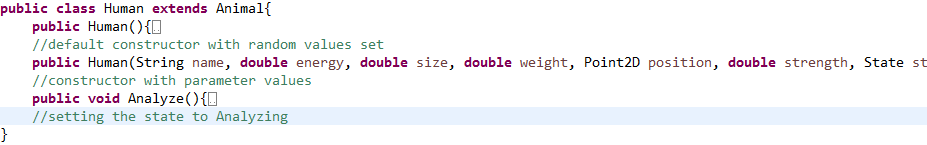 public class Human extends Animal{
public Human(){
//default constructor with random values set
public Human(String name, double energy, double size, double weight, Point2D position, double strength, State st
//constructor with parameter values
public void Analyze(){
//setting the state to Analyzing
}